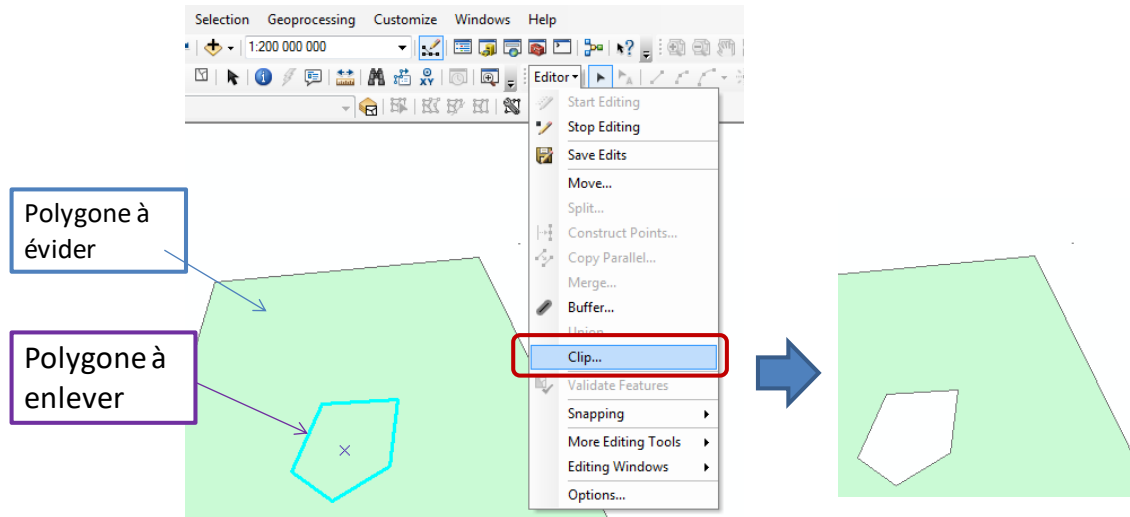 Selection Geoprocessing Customize Windows Help
1:200 000 000
Editor
Start Editing
Stop Editing
Save Edits
Move...
Split...
Construct Points...
Copy Parallel...
Merge...
Buffer...
Union...
Clip...
Validate Features
Snapping
More Editing Tools
Editing Windows
Options...
Polygone à
évider
Polygone à
enlever